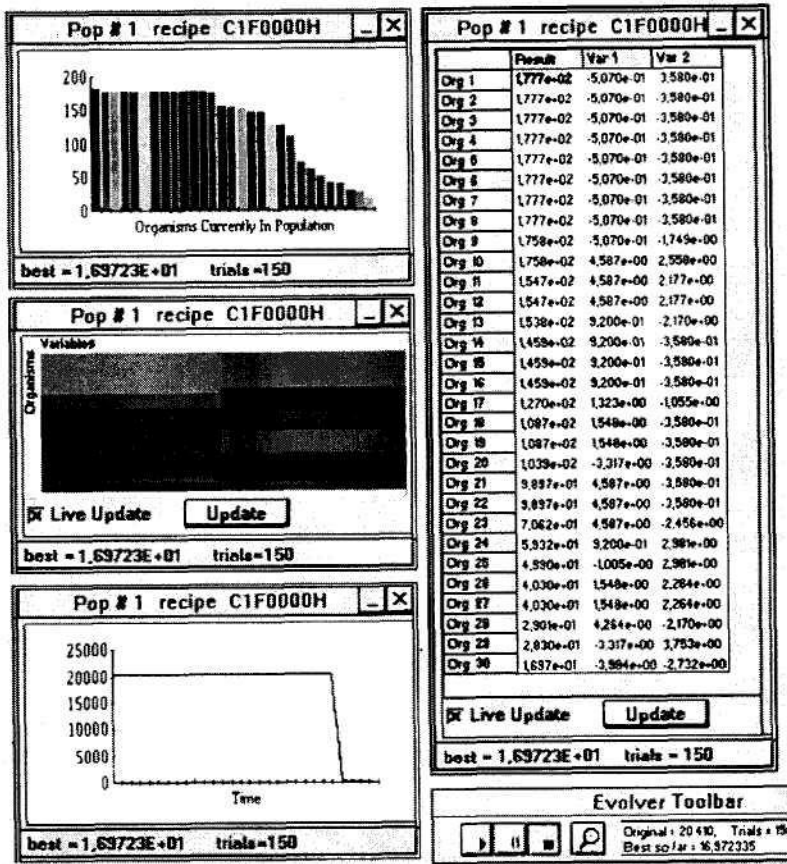 Pop # 1 recipe C1F0000H
200
150
100
50
0
Organisms Currently In Population
best = 1,69723E+01 trials=150
Pop # 1 recipe C1F0000H
Variables
Organisms
Live Update Update
best = 1,69723E+01 trials=150
Pop # 1 recipe C1F0000H
25000
20000
15000
10000
5000
0
Time
best = 1,69723E+01 trials=150
Pop # 1 recipe C1F0000H
Result Var 1 Var 2
Org 1 1,777e+02 -5,070e-01 3,580e-01
Org 2 1,777e+02 -5,070e-01 -3,580e-01
Org 3 1,777e+02 -5,070e-01 -3,580e-01
Org 4 1,777e+02 -5,070e-01 -3,580e-01
Org 5 1,777e+02 -5,070e-01 -3,580e-01
Org 6 1,777e+02 -5,070e-01 -3,580e-01
Org 7 1,777e+02 -5,070e-01 -3,580e-01
Org 8 1,777e+02 -5,070e-01 -3,580e-01
Org 9 1,758e+02 -5,070e-01 -1,749e+00
Org 10 1,758e+02 4,587e+00 2,558e+00
Org 11 1,547e+02 4,587e+00 2,177e+00
Org 12 1,547e+02 4,587e+00 2,177e+00
Org 13 1,538e+02 9,200e-01 -2,170e+00
Org 14 1,459e+02 9,200e-01 -3,580e-01
Org 15 1,459e+02 9,200e-01 -3,580e-01
Org 16 1,459e+02 9,200e-01 -3,580e-01
Org 17 1,270e+02 1,323e+00 -1,055e+00
Org 18 1,087e+02 1,548e+00 -3,580e-01
Org 19 1,087e+02 1,548e+00 -3,580e-01
Org 20 1,039e+02 -3,317e+00 -3,580e-01
Org 21 9,897e+01 4,587e+00 -3,580e-01
Org 22 9,897e+01 4,587e+00 -3,580e-01
Org 23 7,062e+01 4,587e+00 -2,456e+00
Org 24 5,932e+01 9,200e-01 2,981e+00
Org 25 4,990e+01 -1,005e+00 2,981e+00
Org 26 4,030e+01 1,548e+00 2,264e+00
Org 27 4,030e+01 1,548e+00 2,264e+00
Org 28 2,901e+01 4,264e+00 -2,170e+00
Org 29 2,830e+01 -3,317e+00 3,753e+00
Org 30 1,697e+01 -3,984e+00 -2,732e+00
Live Update Update
best = 1,69723E+01 trials = 150
Evolver Toolbar
Original : 20 410, Trials :
Best so far : 16,972335